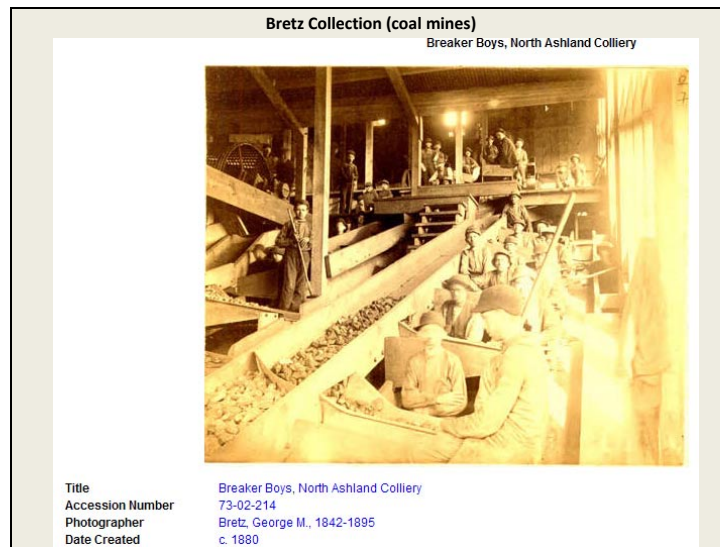 Bretz Collection (coal mines)
Breaker Boys, North Ashland Colliery
Title Breaker Boys, North Ashland Colliery
Accession Number 73-02-214
Photographer Bretz, George M., 1842-1895
Date Created c. 1880